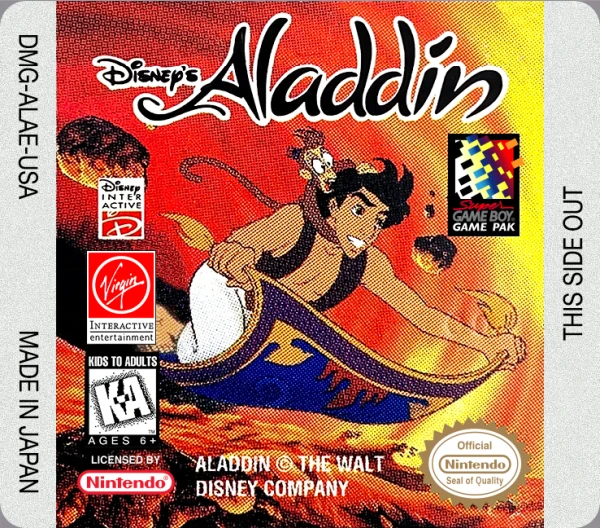 DMG-ALAE-USA
MADE IN JAPAN
Disney's Aladdin
Disney
INTER
ACTIVE
D
Virgin
INTERACTIVE
entertainment
KIDS TO ADULTS
K-A
TM
AGES 6+
LICENSED BY
Nintendo
ALADDIN © THE WALT
DISNEY COMPANY
Super
GAME BOY
GAME PAK
Official
Nintendo
Seal of Quality
THIS SIDE OUT